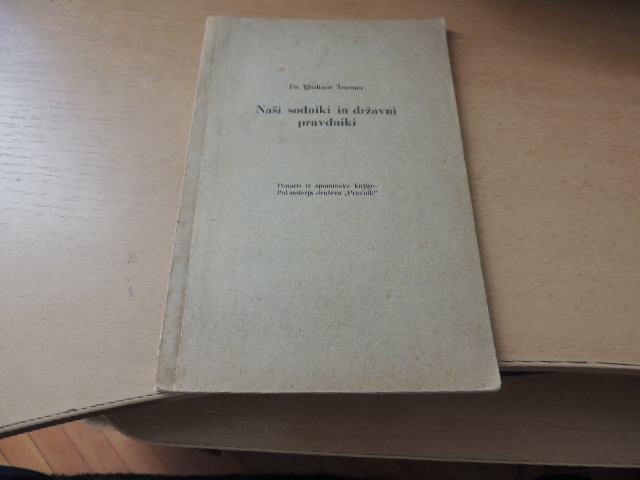 Dr. Vladimir Travner
Naši sodniki in državni
pravdniki
Ponatis iz spominske knjige
Pol stoletja društva „Pravnik"